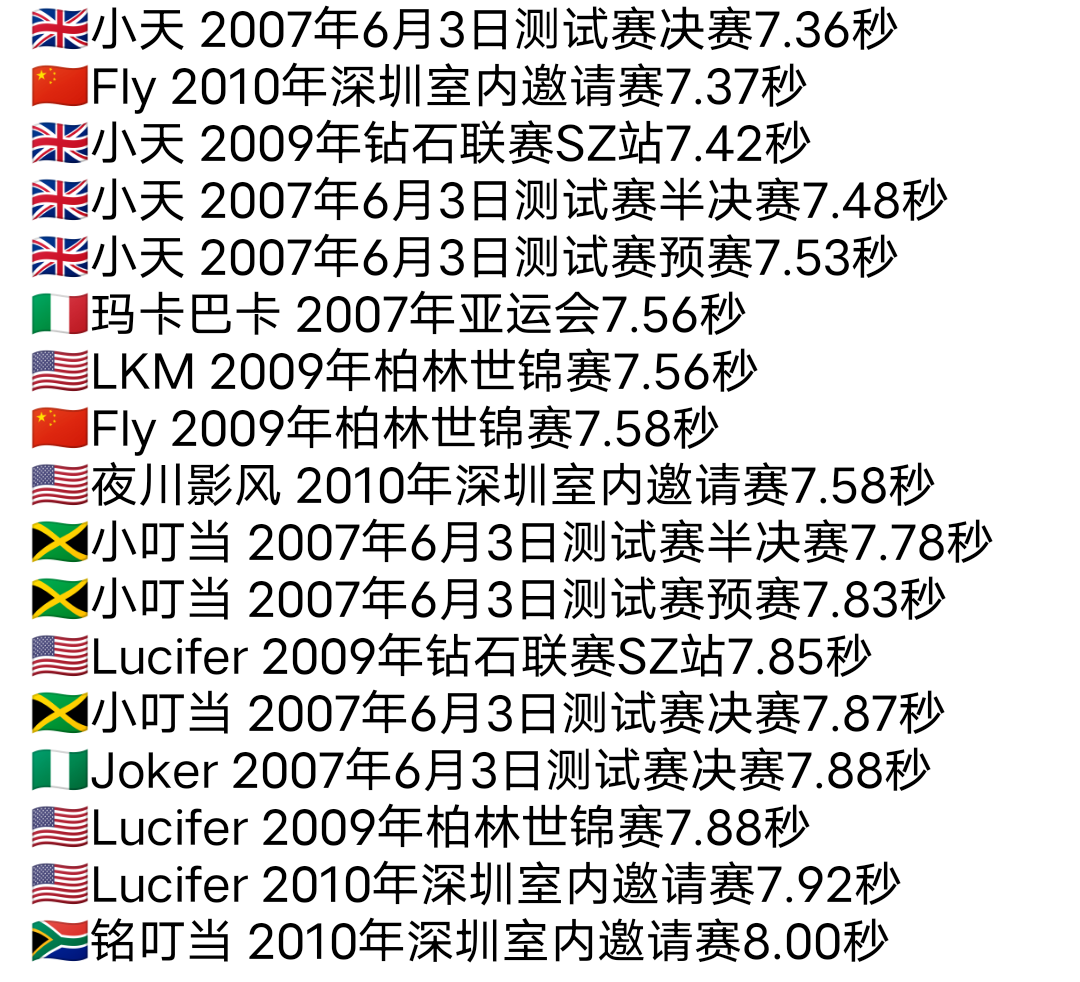 🇬🇧小天 2007年6月3日测试赛决赛7.36秒
🇨🇳Fly 2010年深圳室内邀请赛7.37秒
🇬🇧小天 2009年钻石联赛SZ站7.42秒
🇬🇧小天 2007年6月3日测试赛半决赛7.48秒
🇬🇧小天 2007年6月3日测试赛预赛7.53秒
🇮🇹玛卡巴卡 2007年亚运会7.56秒
🇺🇸LKM 2009年柏林世锦赛7.56秒
🇨🇳Fly 2009年柏林世锦赛7.58秒
🇺🇸夜川影风 2010年深圳室内邀请赛7.58秒
🇯🇲小叮当 2007年6月3日测试赛半决赛7.78秒
🇯🇲小叮当 2007年6月3日测试赛预赛7.83秒
🇺🇸Lucifer 2009年钻石联赛SZ站7.85秒
🇯🇲小叮当 2007年6月3日测试赛决赛7.87秒
🇳🇬Joker 2007年6月3日测试赛决赛7.88秒
🇺🇸Lucifer 2009年柏林世锦赛7.88秒
🇺🇸Lucifer 2010年深圳室内邀请赛7.92秒
🇿🇦铭叮当 2010年深圳室内邀请赛8.00秒